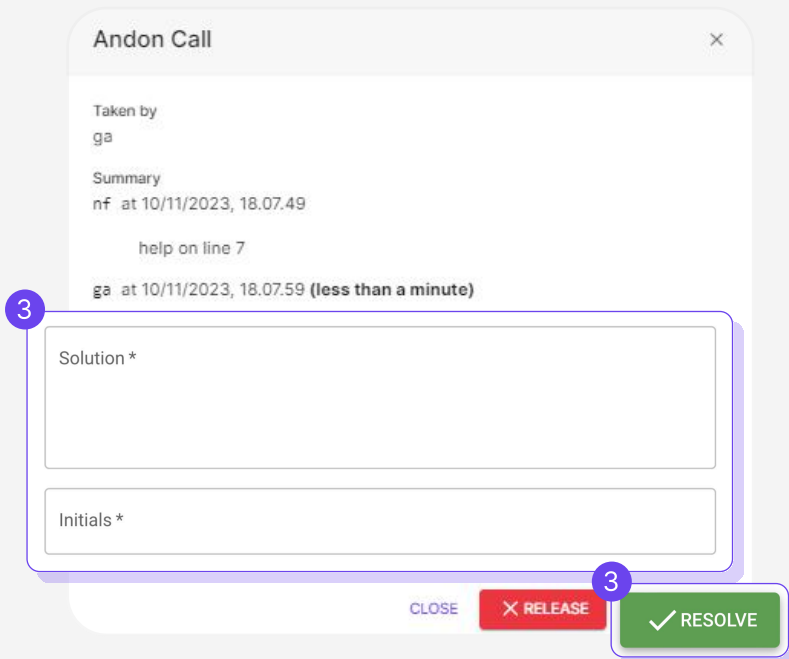 Andon Call
Taken by
ga
Summary
nf at 10/11/2023, 18.07.49
help on line 7
ga at 10/11/2023, 18.07.59 (less than a minute)
3
Solution *
Initials *
3
CLOSE
RELEASE
RESOLVE